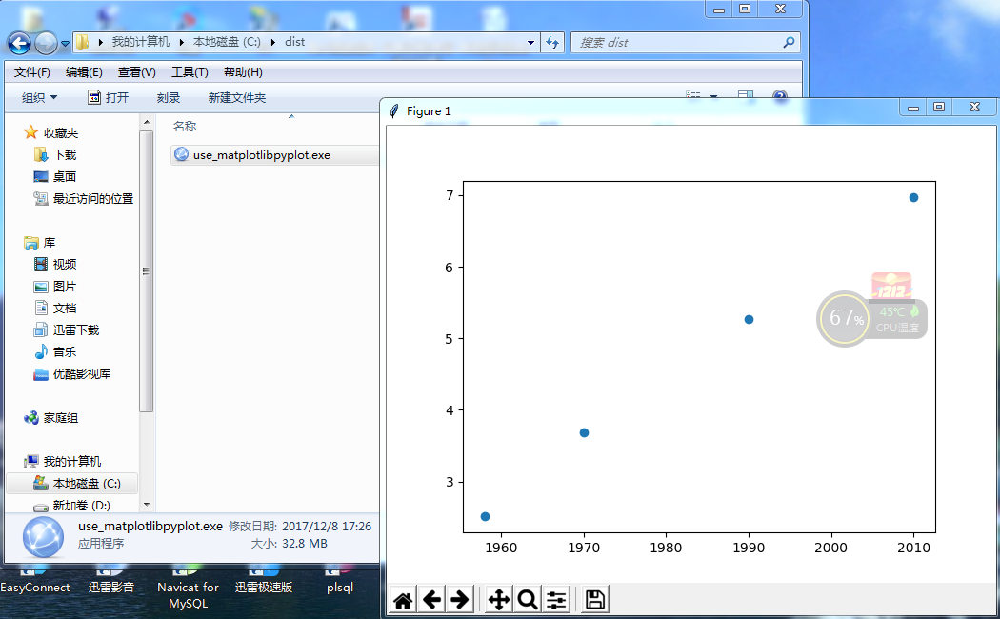 我的计算机 ▸ 本地磁盘 (C:) ▸ dist
搜索 dist
文件(F) 编辑(E) 查看(V) 工具(T) 帮助(H)
组织 打开 刻录 新建文件夹
收藏夹
下载
桌面
最近访问的位置
库
视频
图片
文档
迅雷下载
音乐
优酷影视库
家庭组
我的计算机
本地磁盘 (C:)
新加卷 (D:)
名称
use_matplotlibpyplot.exe
use_matplotlibpyplot.exe 修改日期: 2017/12/8 17:26
应用程序 大小: 32.8 MB
EasyConnect
迅雷影音
Navicat for
MySQL
迅雷极速版
plsql
Figure 1
7
6
5
4
3
1960 1970 1980 1990 2000 2010
1212
67%
45℃
CPU温度